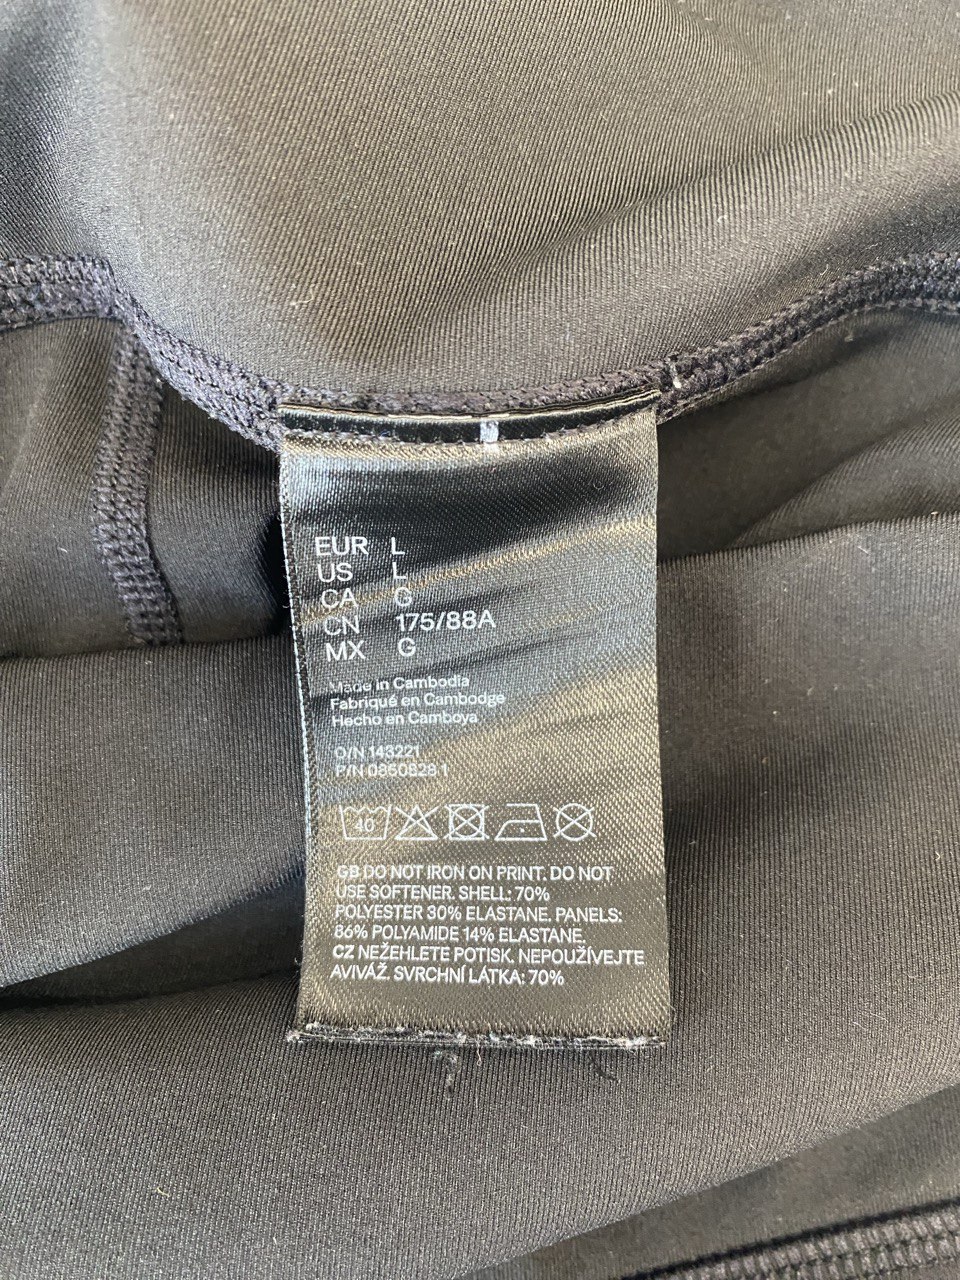 EUR L
US L
CA G
CN 175/88A
MX G
Made in Cambodia
Fabriqué en Cambodge
Hecho en Camboya
O/N 143221
P/N 0850828 1
40
GB DO NOT IRON ON PRINT. DO NOT
USE SOFTENER. SHELL: 70%
POLYESTER 30% ELASTANE. PANELS:
86% POLYAMIDE 14% ELASTANE.
CZ NEŽEHLETE POTISK. NEPOUŽÍVEJTE
AVIVÁŽ. SVRCHNÍ LÁTKA: 70%